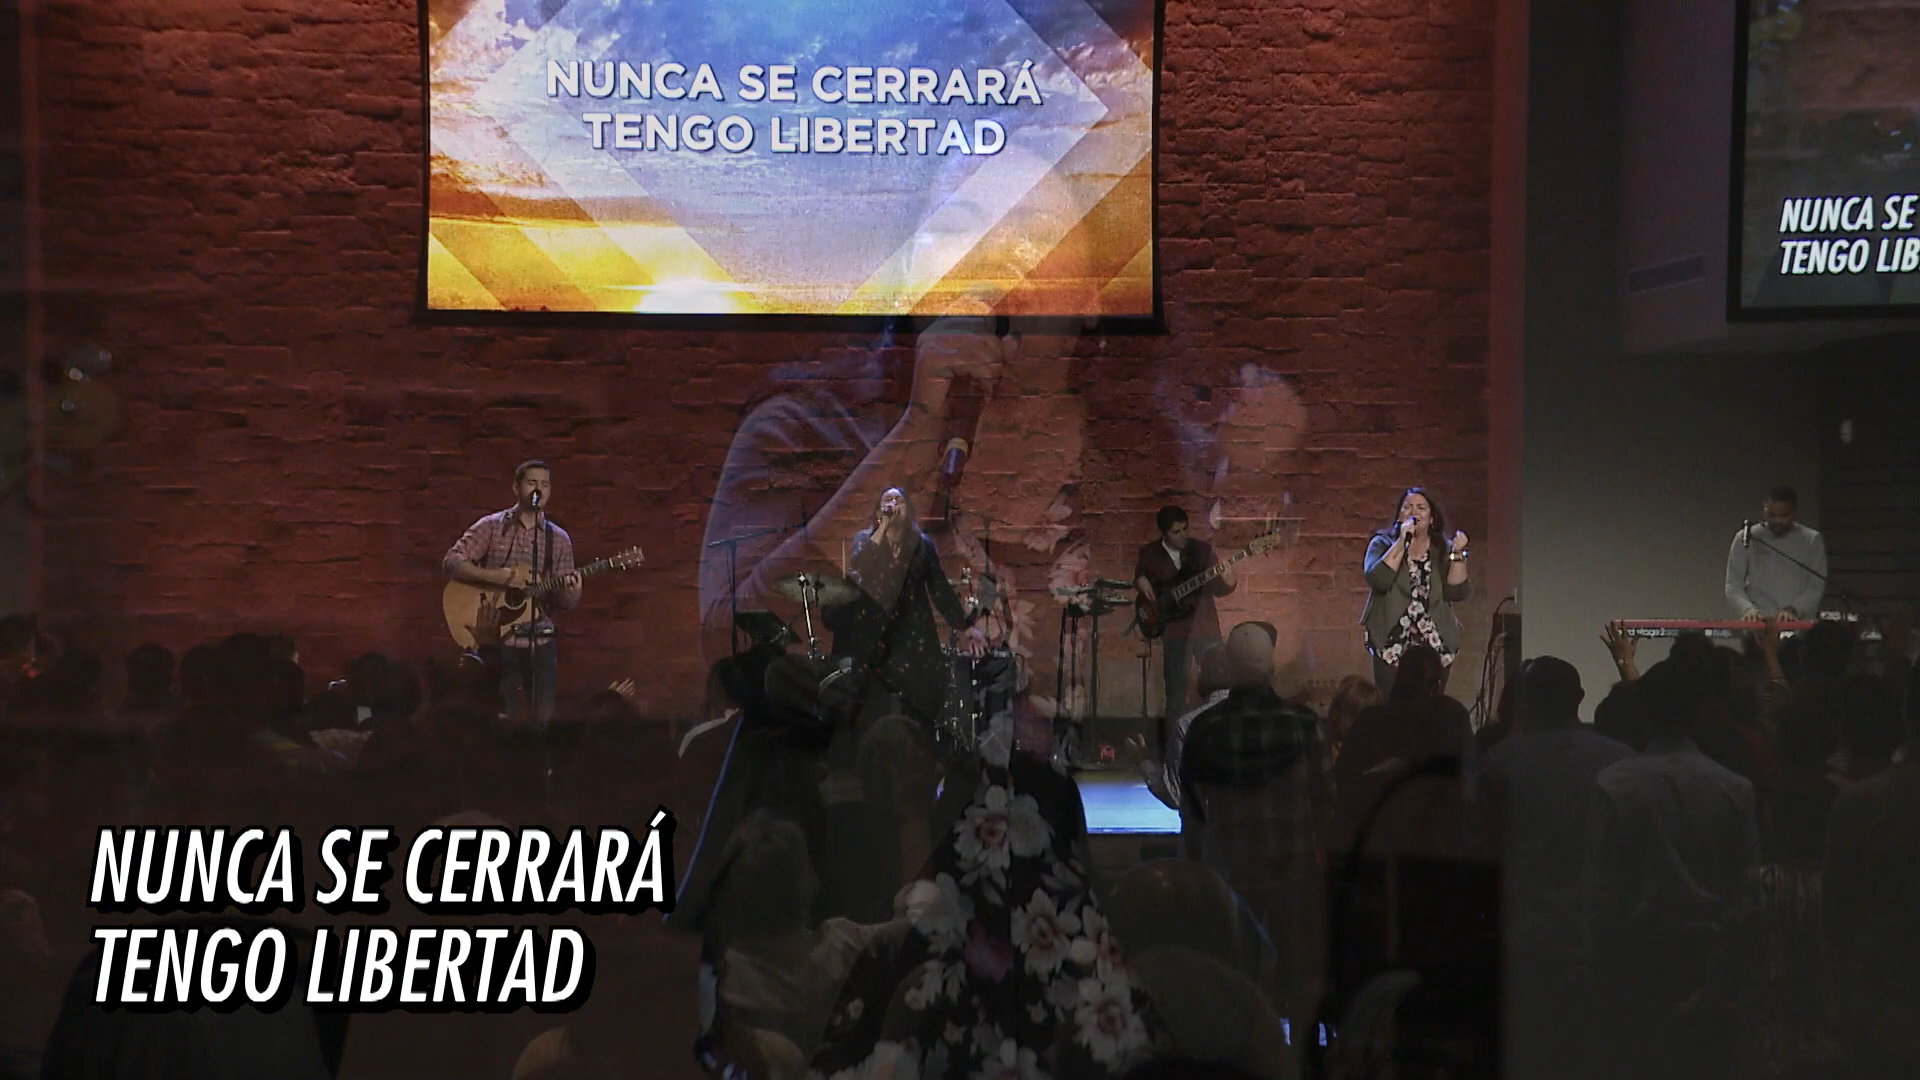 NUNCA SE CERRARÁ
TENGO LIBERTAD
NUNCA SE
TENGO LIB
NUNCA SE CERRARÁ
TENGO LIBERTAD